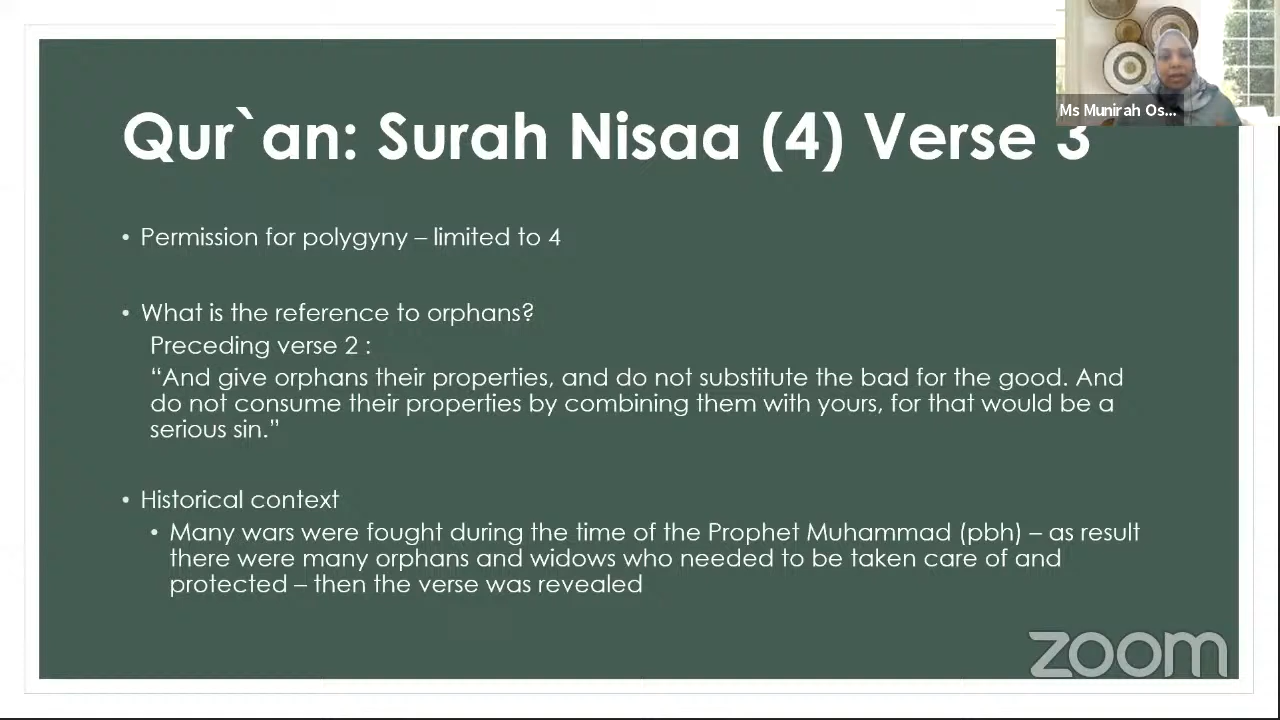 Qur`an: Surah Nisaa (4) Verse 3
Ms Munirah Os...
• Permission for polygyny – limited to 4
• What is the reference to orphans?
Preceding verse 2 :
“And give orphans their properties, and do not substitute the bad for the good. And
do not consume their properties by combining them with yours, for that would be a
serious sin.”
• Historical context
• Many wars were fought during the time of the Prophet Muhammad (pbh) – as result
there were many orphans and widows who needed to be taken care of and
protected – then the verse was revealed
zoom